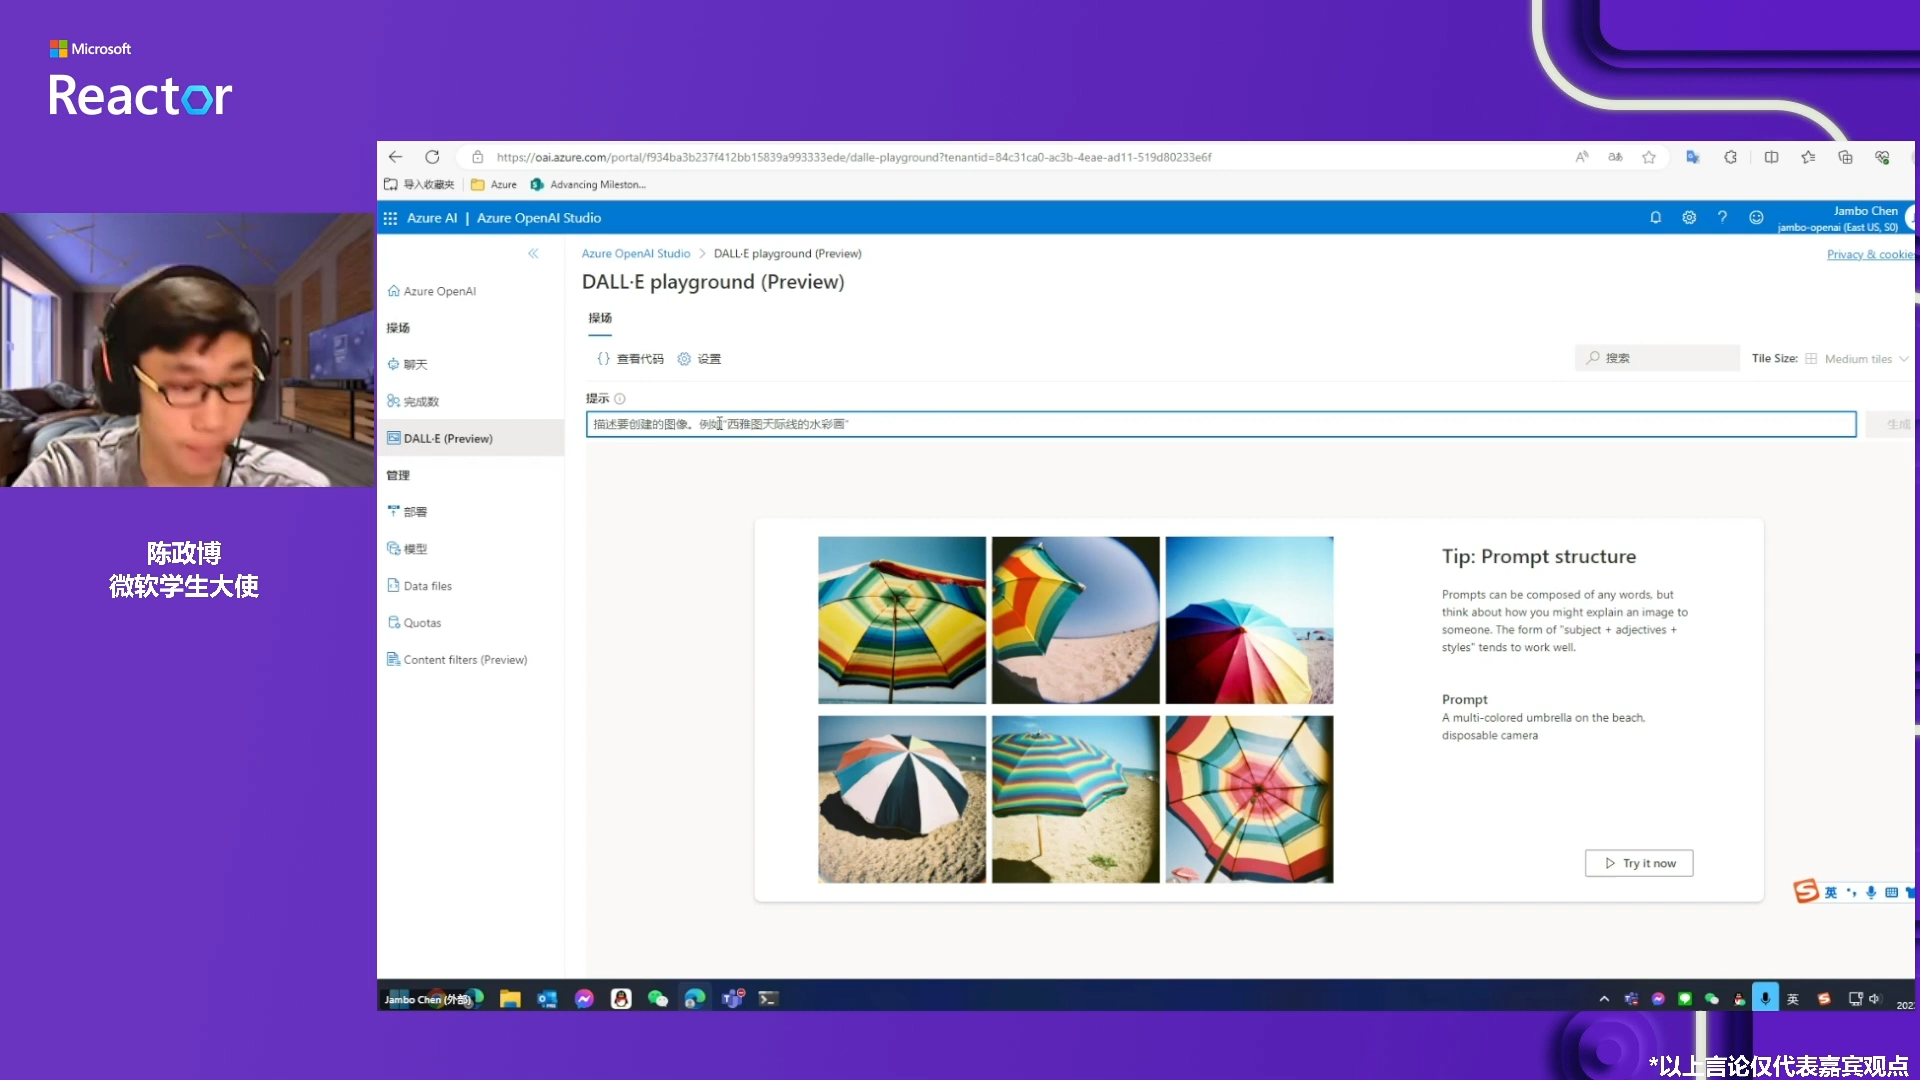 Microsoft
Reactor
https://oai.azure.com/portal/f934ba3b237f412bb15839a993333ede/dalle-playground?tenantid=84c31ca0-ac3b-4eae-ad11-519d80233e6f
导入收藏夹
Azure
Advancing Mileston...
Azure AI | Azure OpenAI Studio
Jambo Chen
jambo-openai (East US, S0)
Azure OpenAI Studio > DALL·E playground (Preview)
Privacy & cookies
DALL·E playground (Preview)
Azure OpenAI
操场
聊天
完成数
DALL·E (Preview)
管理
部署
模型
Data files
Quotas
Content filters (Preview)
操场
{} 查看代码
设置
搜索
Tile Size:
Medium tiles
提示
描述要创建的图像。例如"西雅图天际线的水彩画"
生成
Tip: Prompt structure
Prompts can be composed of any words, but
think about how you might explain an image to
someone. The form of "subject + adjectives +
styles" tends to work well.
Prompt
A multi-colored umbrella on the beach,
disposable camera
Try it now
英
陈政博
微软学生大使
Jambo Chen (外部)
英
202
*以上言论仅代表嘉宾观点